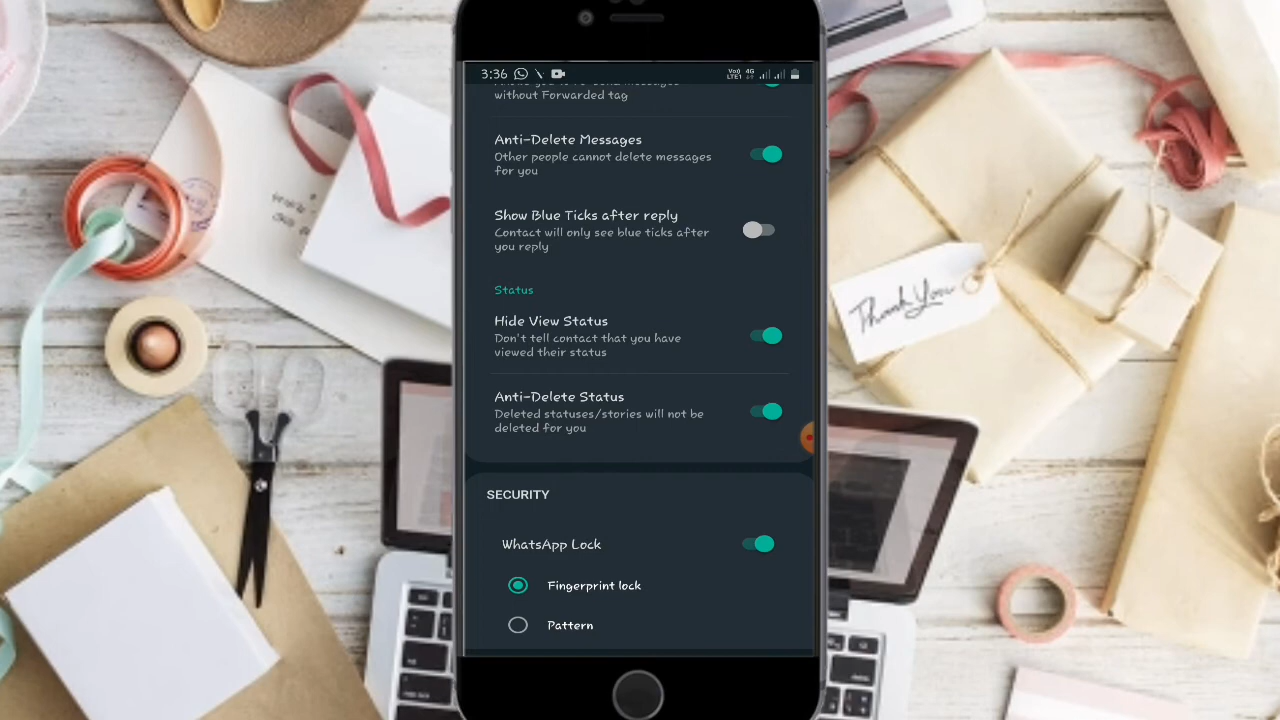 3:36
Vo)) 4G
LTE1
without Forwarded tag
Anti-Delete Messages
Other people cannot delete messages
for you
Show Blue Ticks after reply
Contact will only see blue ticks after
you reply
Status
Hide View Status
Don't tell contact that you have
viewed their status
Anti-Delete Status
Deleted statuses/stories will not be
deleted for you
SECURITY
WhatsApp Lock
Fingerprint lock
Pattern
Thank You